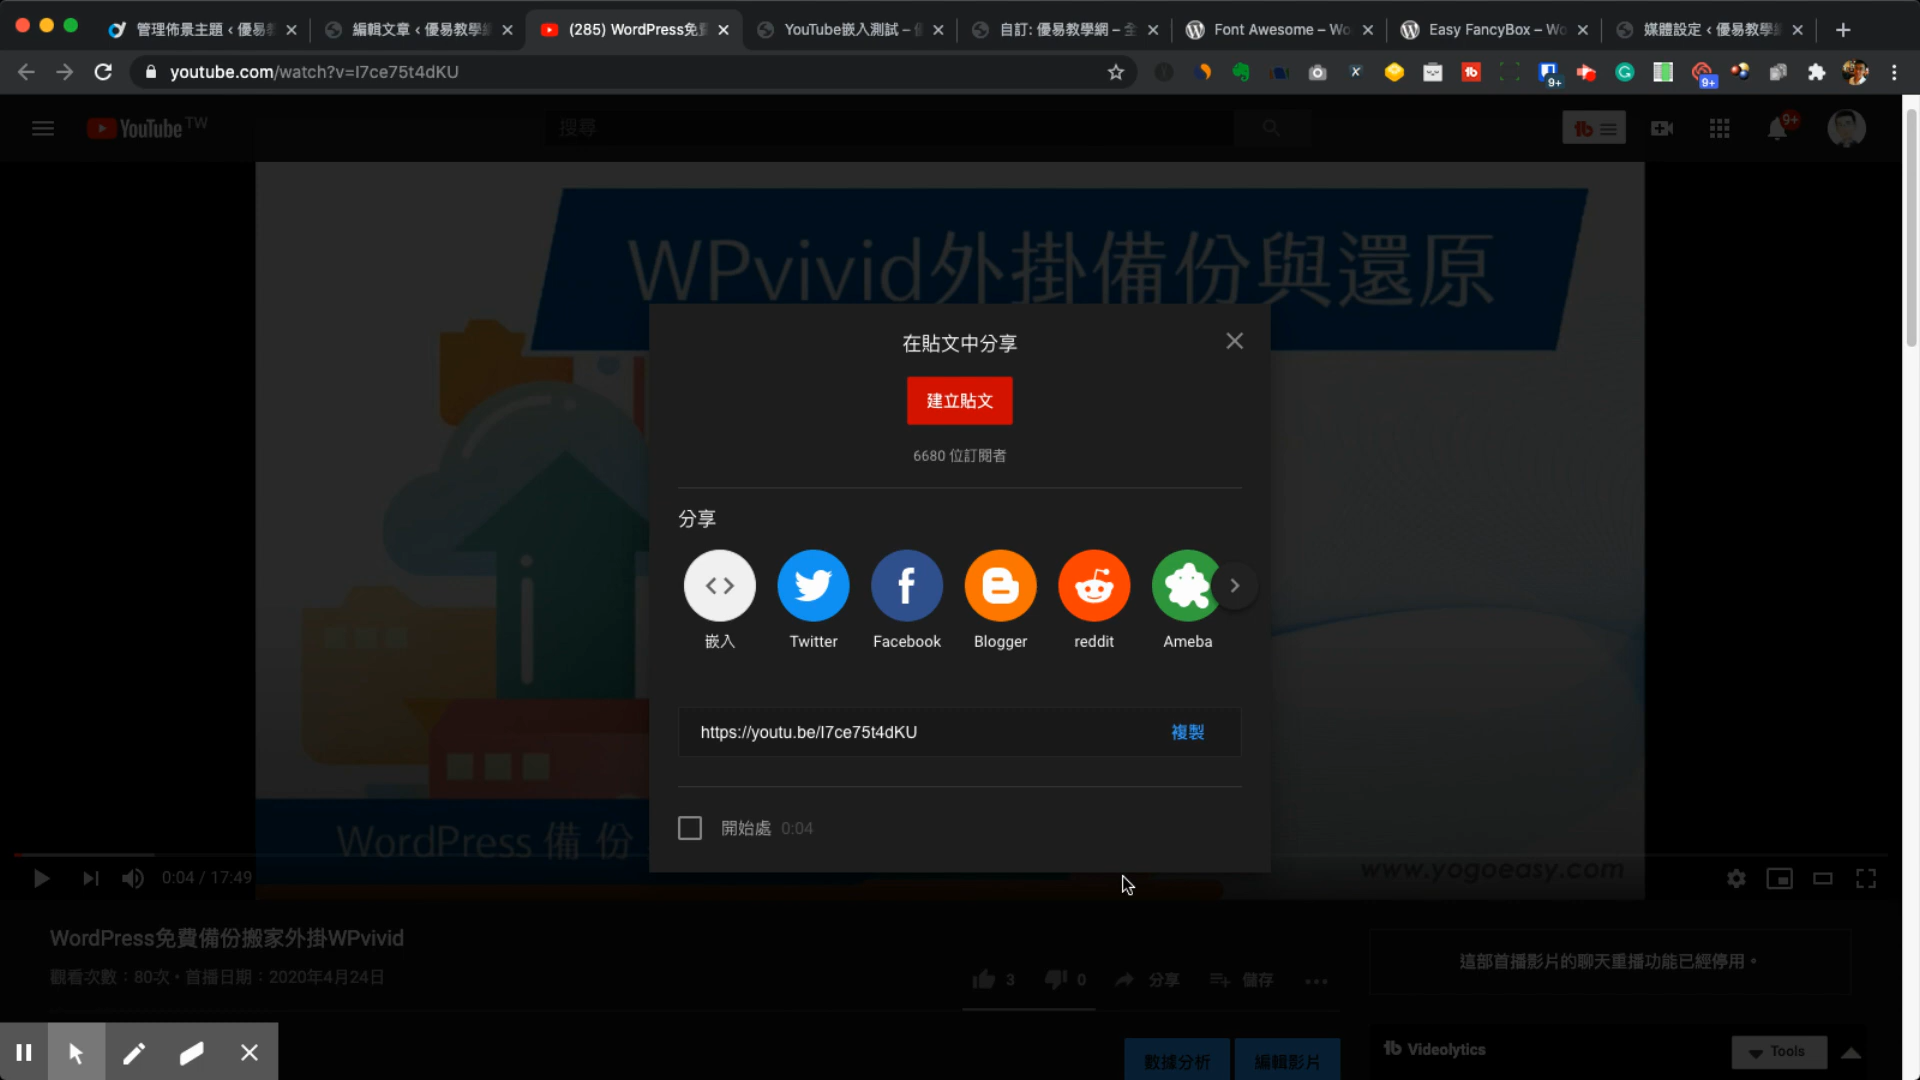 管理佈景主題 ‹ 優易
編輯文章 ‹ 優易教學
(285) WordPress免
YouTube嵌入測試 –
自訂: 優易教學網 – 全
Font Awesome – Wo
Easy FancyBox – Wo
媒體設定 ‹ 優易教學
youtube.com/watch?v=I7ce75t4dKU
9+
9+
YouTube TW
搜尋
9+
WPvivid外掛備份與還原
在貼文中分享
建立貼文
6680 位訂閱者
分享
嵌入
Twitter
Facebook
Blogger
reddit
Ameba
https://youtu.be/I7ce75t4dKU
複製
開始處 0:04
WordPress 備 份
www.yogoeasy.com
0:04 / 17:49
WordPress免費備份搬家外掛WPvivid
觀看次數：80次 • 首播日期：2020年4月24日
3
0
分享
儲存
這部首播影片的聊天重播功能已經停用。
數據分析
編輯影片
Videolytics
Tools